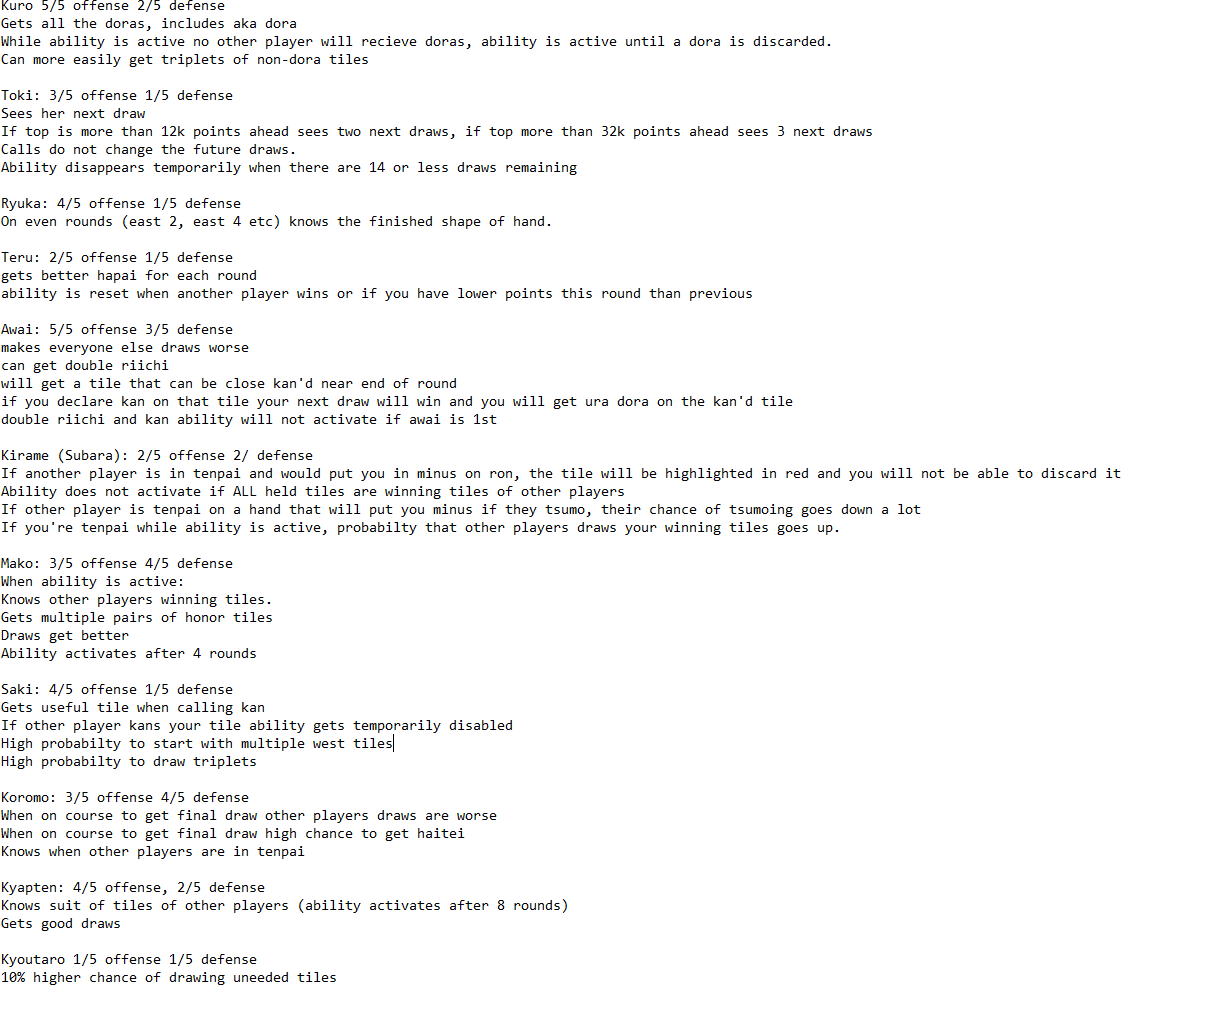 Kuro 5/5 offense 2/5 defense
Gets all the doras, includes aka dora
While ability is active no other player will recieve doras, ability is active until a dora is discarded.
Can more easily get triplets of non-dora tiles
Toki: 3/5 offense 1/5 defense
Sees her next draw
If top is more than 12k points ahead sees two next draws, if top more than 32k points ahead sees 3 next draws
Calls do not change the future draws.
Ability disappears temporarily when there are 14 or less draws remaining
Ryuka: 4/5 offense 1/5 defense
On even rounds (east 2, east 4 etc) knows the finished shape of hand.
Teru: 2/5 offense 1/5 defense
gets better hapai for each round
ability is reset when another player wins or if you have lower points this round than previous
Awai: 5/5 offense 3/5 defense
makes everyone else draws worse
can get double riichi
will get a tile that can be close kan'd near end of round
if you declare kan on that tile your next draw will win and you will get ura dora on the kan'd tile
double riichi and kan ability will not activate if awai is 1st
Kirame (Subara): 2/5 offense 2/ defense
If another player is in tenpai and would put you in minus on ron, the tile will be highlighted in red and you will not be able to discard it
Ability does not activate if ALL held tiles are winning tiles of other players
If other player is tenpai on a hand that will put you minus if they tsumo, their chance of tsumoing goes down a lot
If you're tenpai while ability is active, probabilty that other players draws your winning tiles goes up.
Mako: 3/5 offense 4/5 defense
When ability is active:
Knows other players winning tiles.
Gets multiple pairs of honor tiles
Draws get better
Ability activates after 4 rounds
Saki: 4/5 offense 1/5 defense
Gets useful tile when calling kan
If other player kans your tile ability gets temporarily disabled
High probabilty to start with multiple west tiles
High probabilty to draw triplets
Koromo: 3/5 offense 4/5 defense
When on course to get final draw other players draws are worse
When on course to get final draw high chance to get haitei
Knows when other players are in tenpai
Kyapten: 4/5 offense, 2/5 defense
Knows suit of tiles of other players (ability activates after 8 rounds)
Gets good draws
Kyoutaro 1/5 offense 1/5 defense
10% higher chance of drawing uneeded tiles